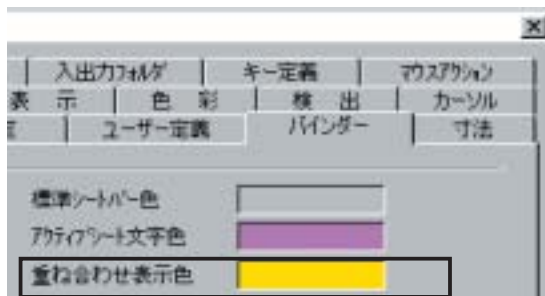 入出力フォルダ キー定義 マウスアクション
表 示 色 彩 検 出 カーソル
ユーザー定義 バインダー 寸法
標準シートバー色
アクティブシート文字色
重ね合わせ表示色